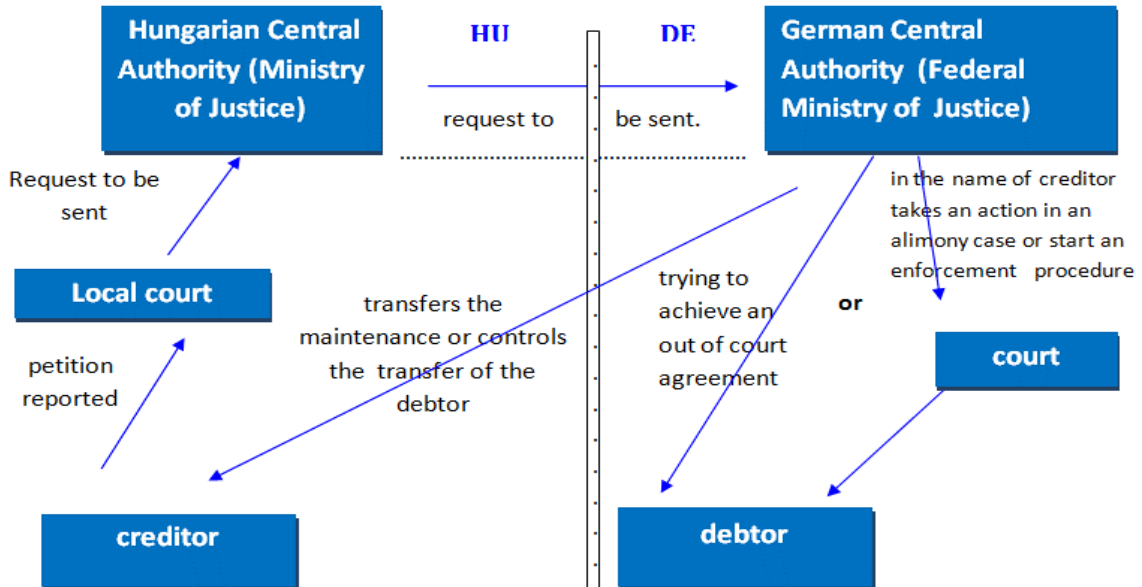 Hungarian Central
Authority (Ministry
of Justice)
HU
DE
German Central
Authority (Federal
Ministry of Justice)
request to
be sent.
Request to be
sent
in the name of creditor
takes an action in an
alimony case or start an
enforcement procedure
Local court
transfers the
maintenance or controls
the transfer of the
debtor
trying to
achieve an
out of court
agreement
or
petition
reported
court
creditor
debtor